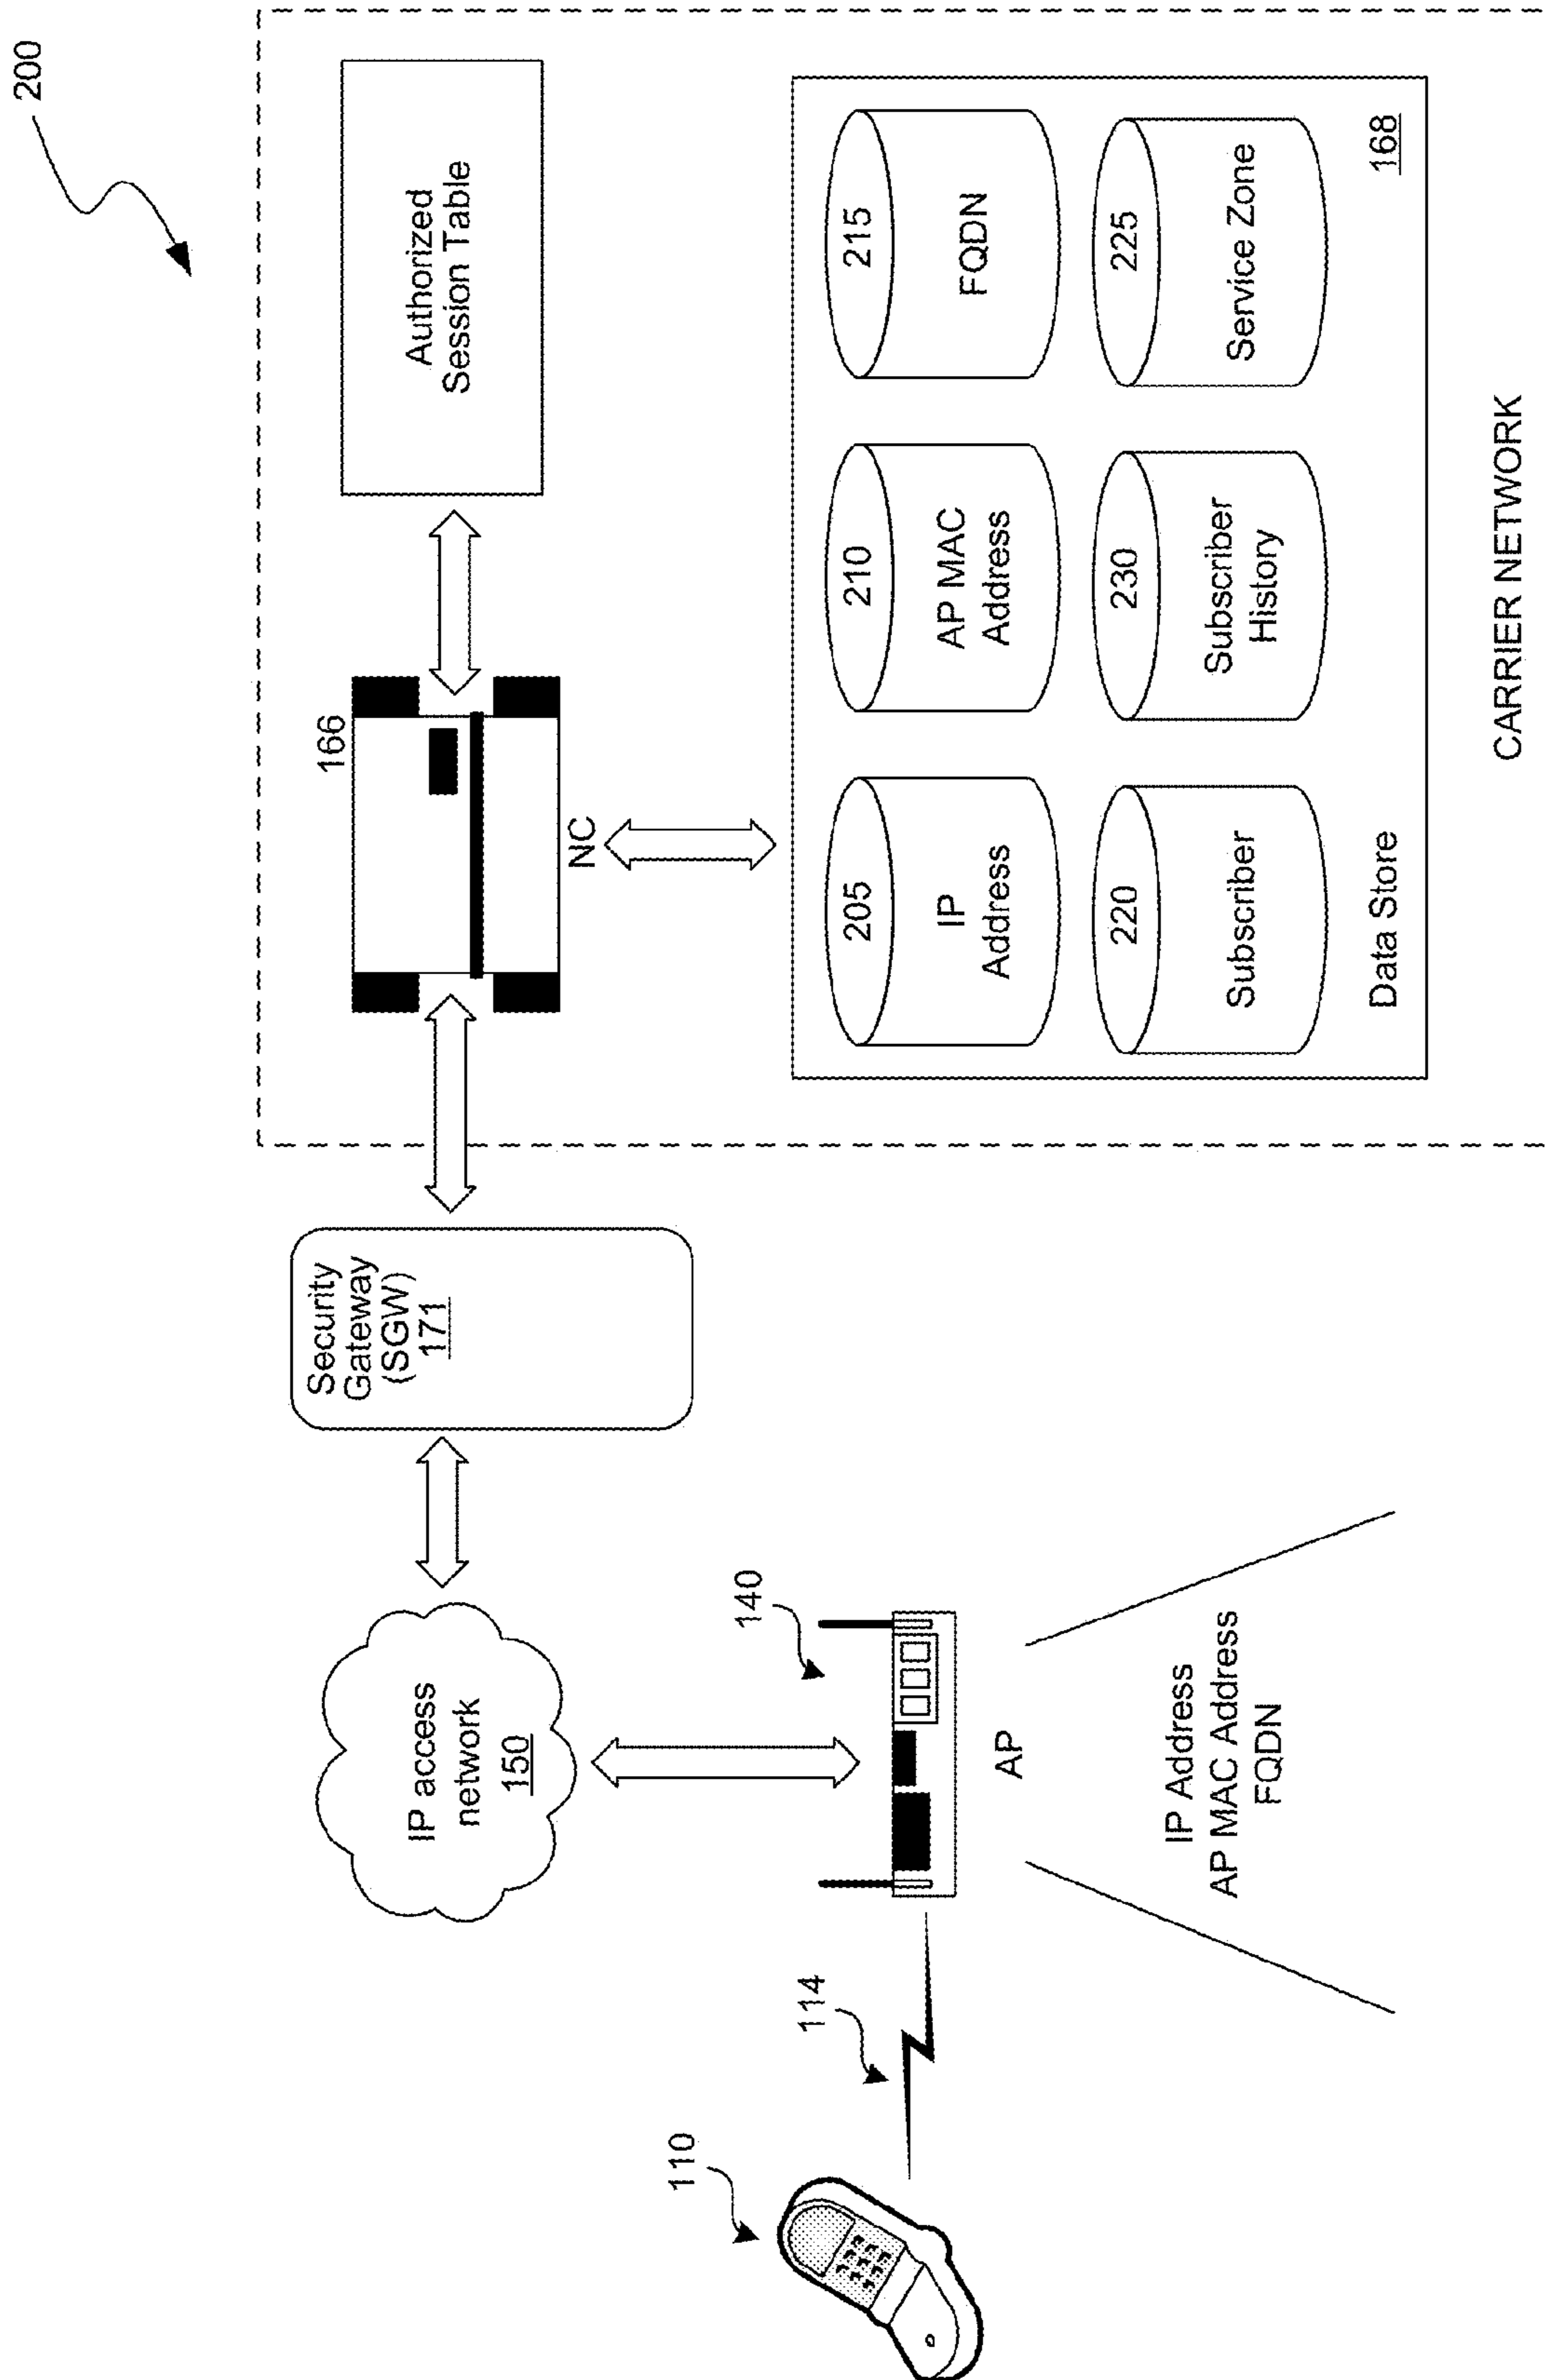 200
Authorized
Session Table
166
NC
Security
Gateway
(SGW)
171
IP access
network
150
110
114
140
AP
IP Address
AP MAC Address
FQDN
205
IP
Address
210
AP MAC
Address
215
FQDN
220
Subscriber
230
Subscriber
History
225
Service Zone
Data Store
168
CARRIER NETWORK